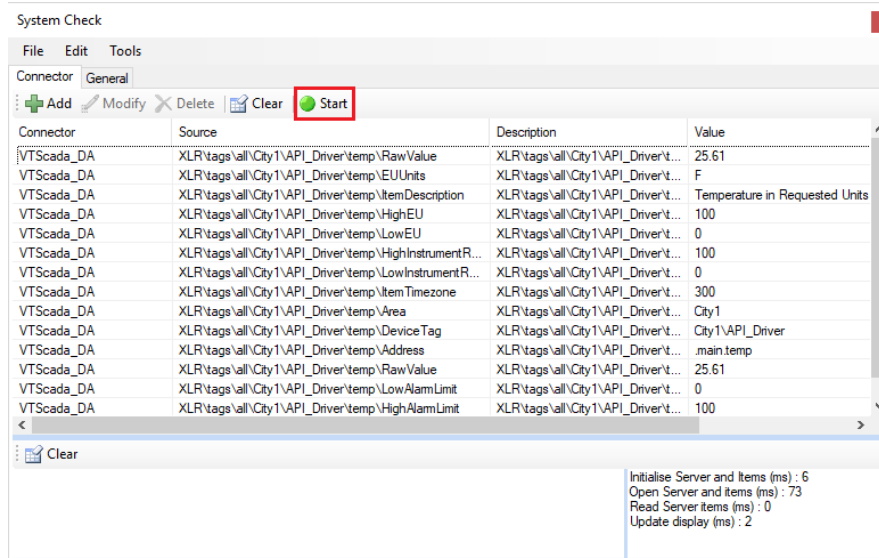 System Check
File Edit Tools
Connector General
Add Modify Delete Clear Start
Connector Source Description Value
VTScada_DA XLR\tags\all\City1\API_Driver\temp\RawValue XLR\tags\all\City1\API_Driver\t... 25.61
VTScada_DA XLR\tags\all\City1\API_Driver\temp\EUUnits XLR\tags\all\City1\API_Driver\t... F
VTScada_DA XLR\tags\all\City1\API_Driver\temp\ItemDescription XLR\tags\all\City1\API_Driver\t... Temperature in Requested Units
VTScada_DA XLR\tags\all\City1\API_Driver\temp\HighEU XLR\tags\all\City1\API_Driver\t... 100
VTScada_DA XLR\tags\all\City1\API_Driver\temp\LowEU XLR\tags\all\City1\API_Driver\t... 0
VTScada_DA XLR\tags\all\City1\API_Driver\temp\HighInstrumentR... XLR\tags\all\City1\API_Driver\t... 100
VTScada_DA XLR\tags\all\City1\API_Driver\temp\LowInstrumentR... XLR\tags\all\City1\API_Driver\t... 0
VTScada_DA XLR\tags\all\City1\API_Driver\temp\ItemTimezone XLR\tags\all\City1\API_Driver\t... 300
VTScada_DA XLR\tags\all\City1\API_Driver\temp\Area XLR\tags\all\City1\API_Driver\t... City1
VTScada_DA XLR\tags\all\City1\API_Driver\temp\DeviceTag XLR\tags\all\City1\API_Driver\t... City1\API_Driver
VTScada_DA XLR\tags\all\City1\API_Driver\temp\Address XLR\tags\all\City1\API_Driver\t... .main.temp
VTScada_DA XLR\tags\all\City1\API_Driver\temp\RawValue XLR\tags\all\City1\API_Driver\t... 25.61
VTScada_DA XLR\tags\all\City1\API_Driver\temp\LowAlarmLimit XLR\tags\all\City1\API_Driver\t... 0
VTScada_DA XLR\tags\all\City1\API_Driver\temp\HighAlarmLimit XLR\tags\all\City1\API_Driver\t... 100
Clear
Initialise Server and Items (ms) : 6
Open Server and items (ms) : 73
Read Server items (ms) : 0
Update display (ms) : 2